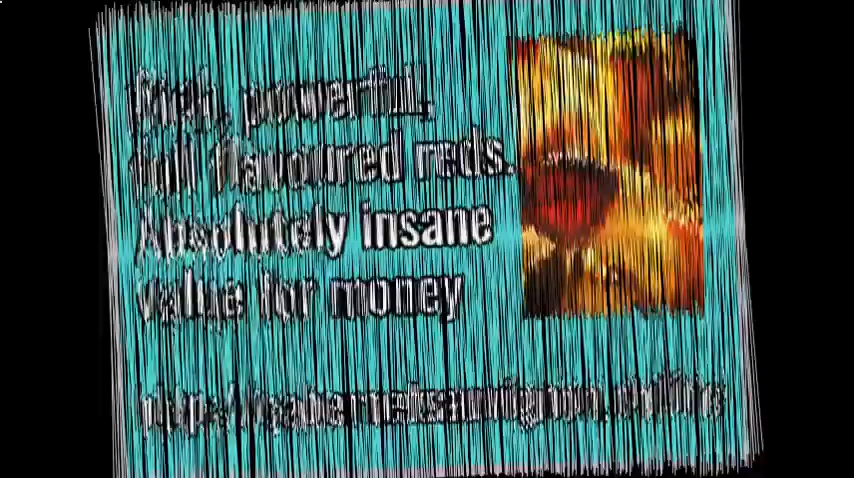 Rich, powerful,
full flavoured reds.
Absolutely insane
value for money